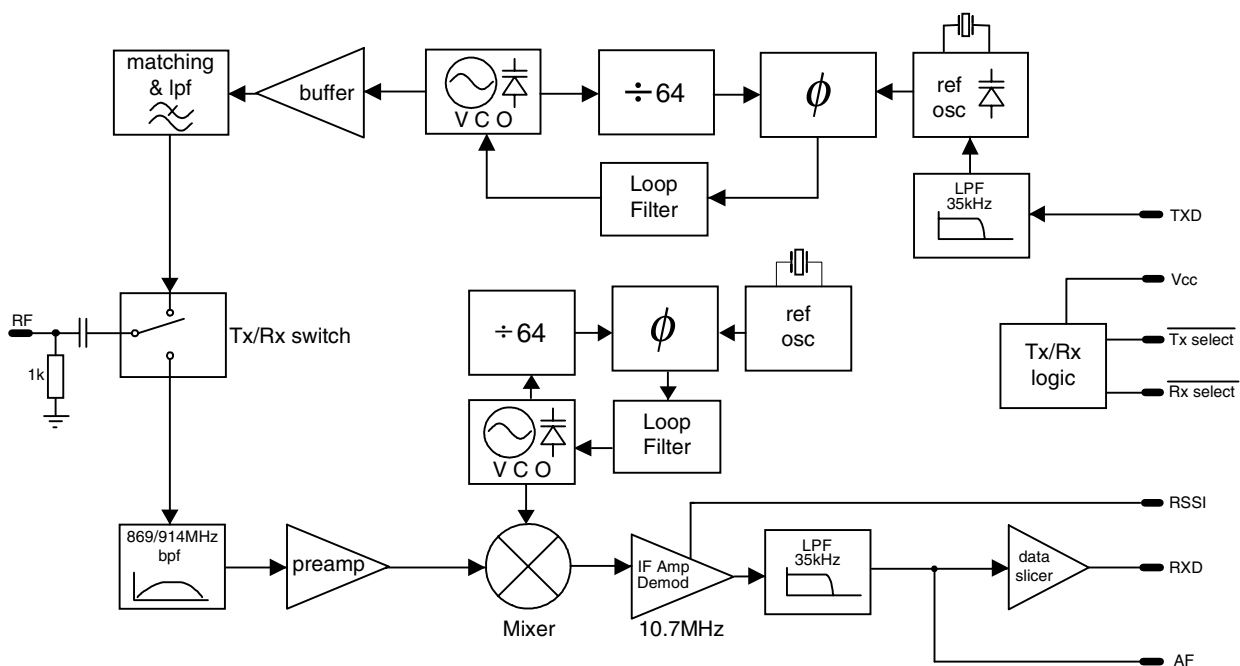 matching
& lpf
buffer
V C O
÷64
ϕ
ref
osc
Loop
Filter
LPF
35kHz
TXD
Vcc
RF
1k
Tx/Rx switch
÷64
ϕ
ref
osc
Tx/Rx
logic
Tx select
Rx select
V C O
Loop
Filter
869/914MHz
bpf
preamp
Mixer
IF Amp
Demod
10.7MHz
LPF
35kHz
data
slicer
RSSI
RXD
AF